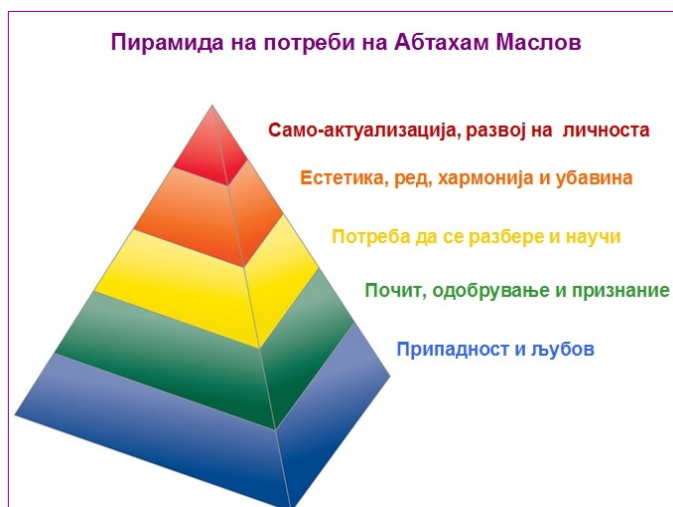 Пирамида на потреби на Абтахам Маслов
Само-актуализација, развој на личноста
Естетика, ред, хармонија и убавина
Потреба да се разбере и научи
Почит, одобрување и признание
Припадност и љубов